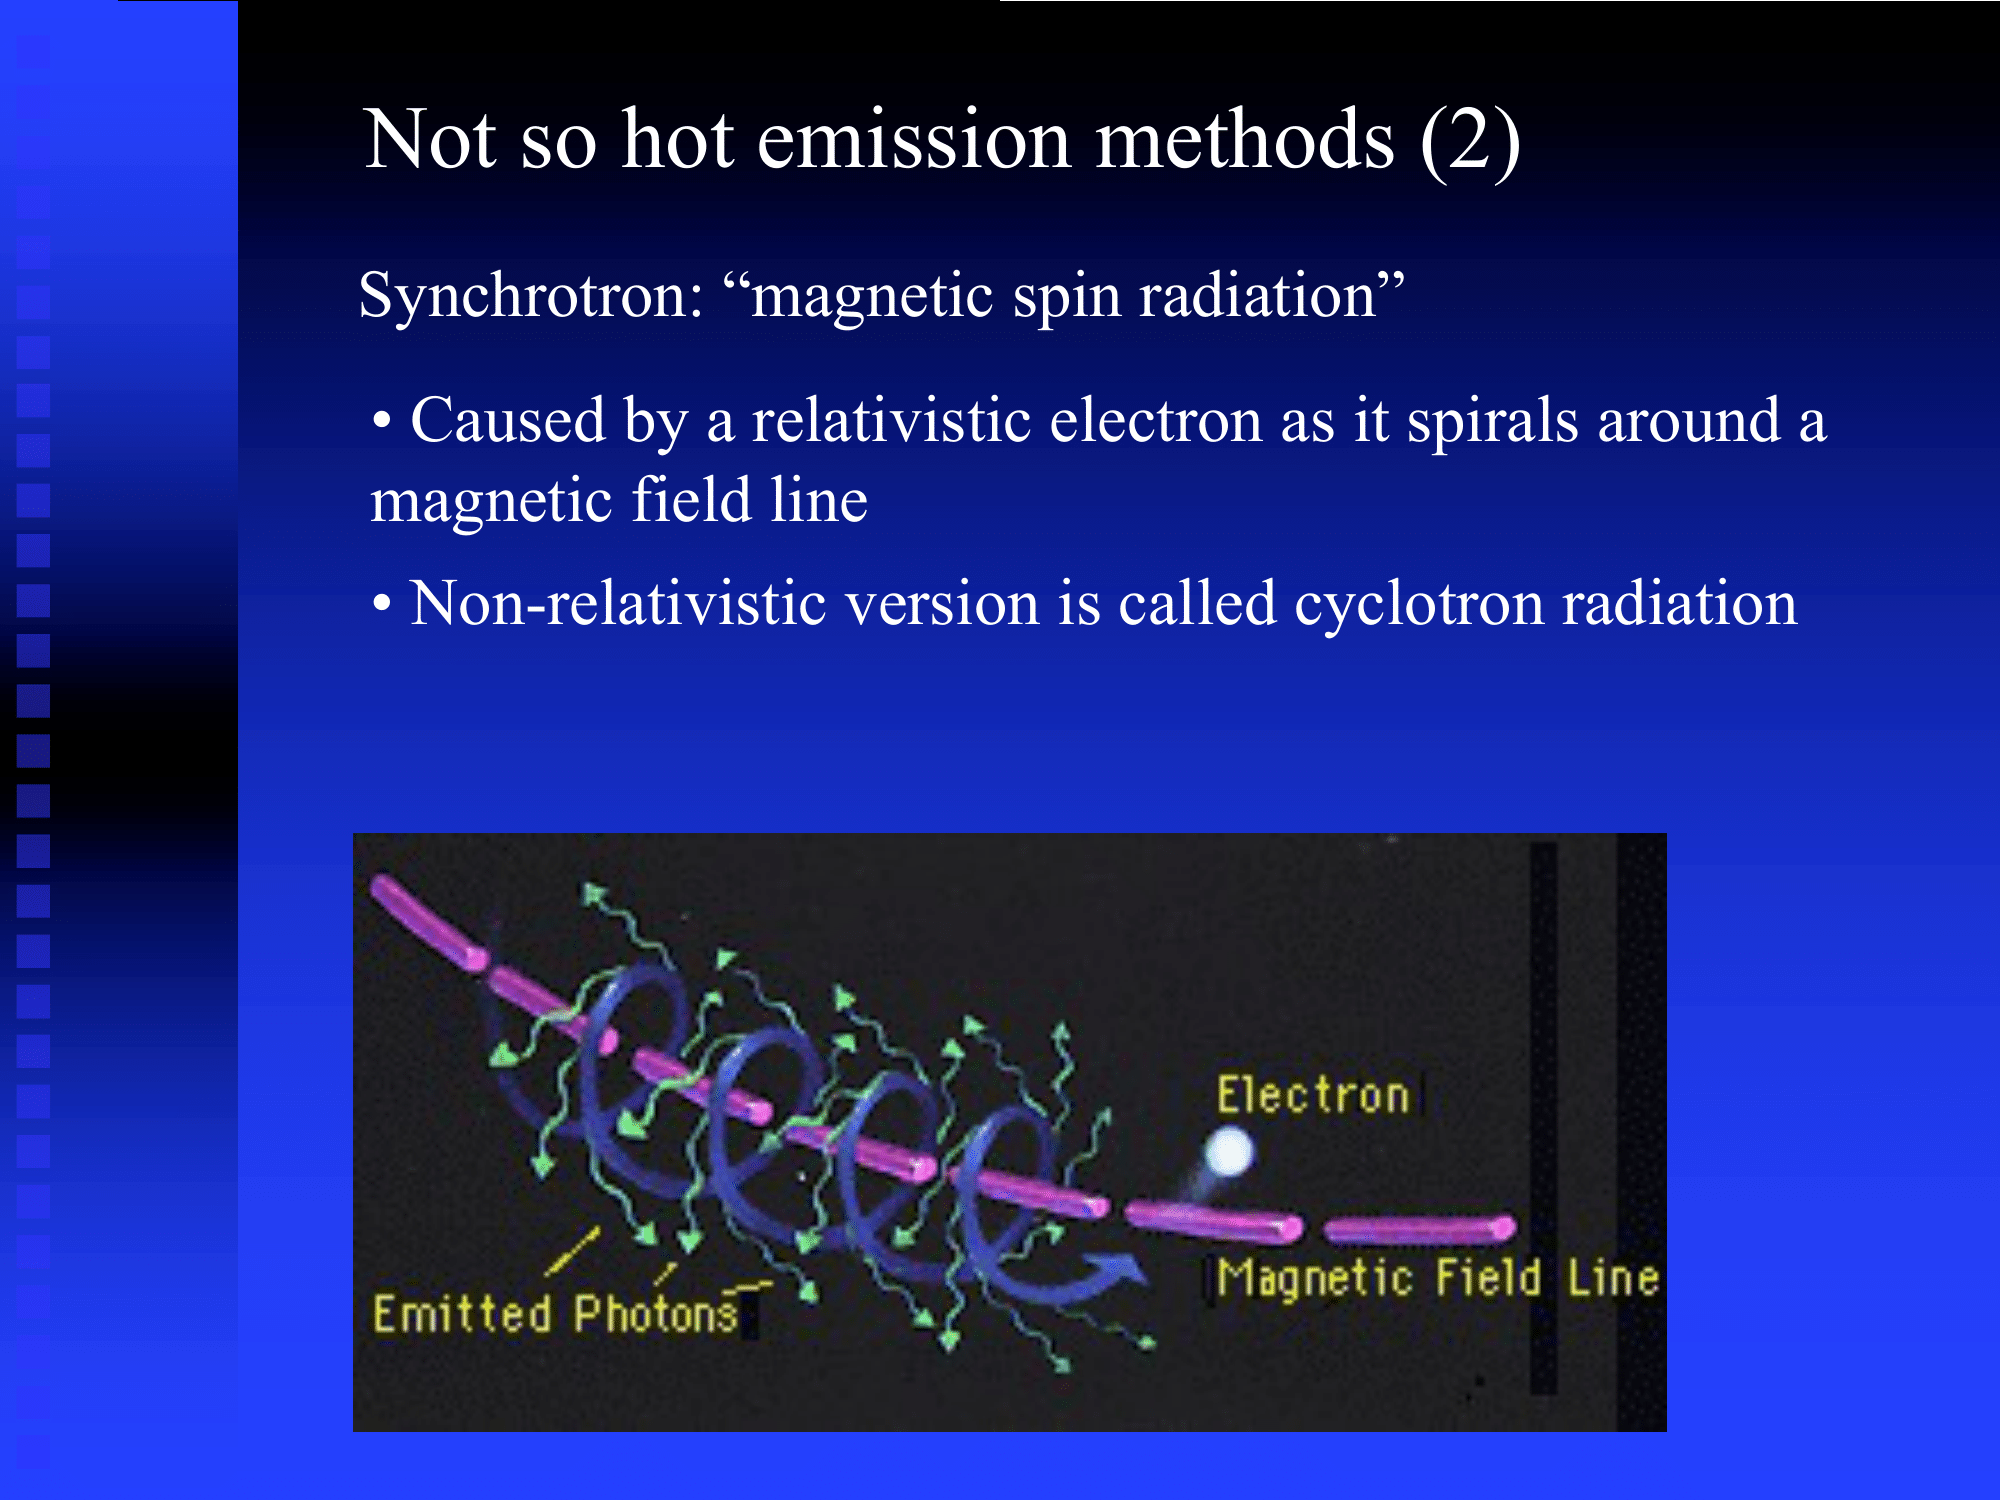 Not so hot emission methods (2)
Synchrotron: “magnetic spin radiation”
• Caused by a relativistic electron as it spirals around a
magnetic field line
• Non-relativistic version is called cyclotron radiation
Electron
Magnetic Field Line
Emitted Photons